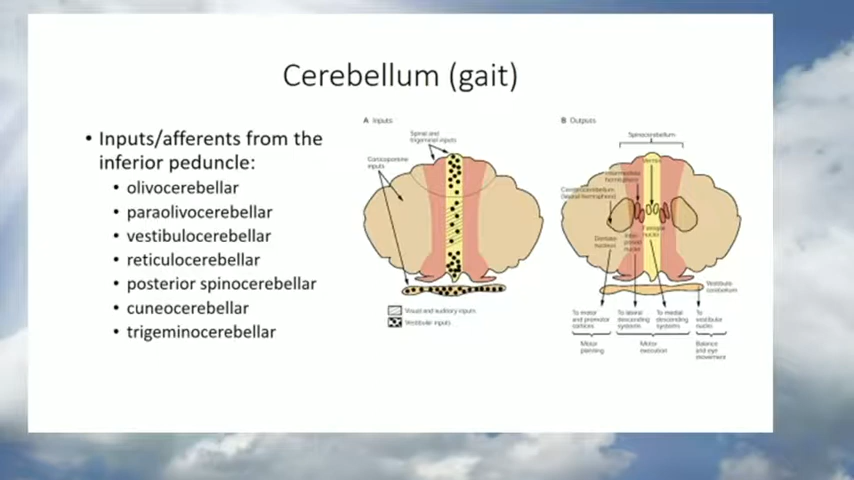 Cerebellum (gait)
• Inputs/afferents from the
inferior peduncle:
• olivocerebellar
• paraolivocerebellar
• vestibulocerebellar
• reticulocerebellar
• posterior spinocerebellar
• cuneocerebellar
• trigeminocerebellar
A Inputs
Spinal and
trigeminal inputs
Corticopontine
inputs
Visual and auditory inputs
Vestibular inputs
B Outputs
Spinocerebellum
Vermis
Intermediate
hemisphere
Cerebrocerebellum
(lateral hemisphere)
Dentate
nucleus
Inter-
posed
nuclei
Fastigial
nucleus
Vestibulo
cerebellum
To motor
and premotor
cortices
To lateral
descending
systems
To medial
descending
systems
To
vestibular
nuclei
Motor
planning
Motor
execution
Balance
and eye
movement